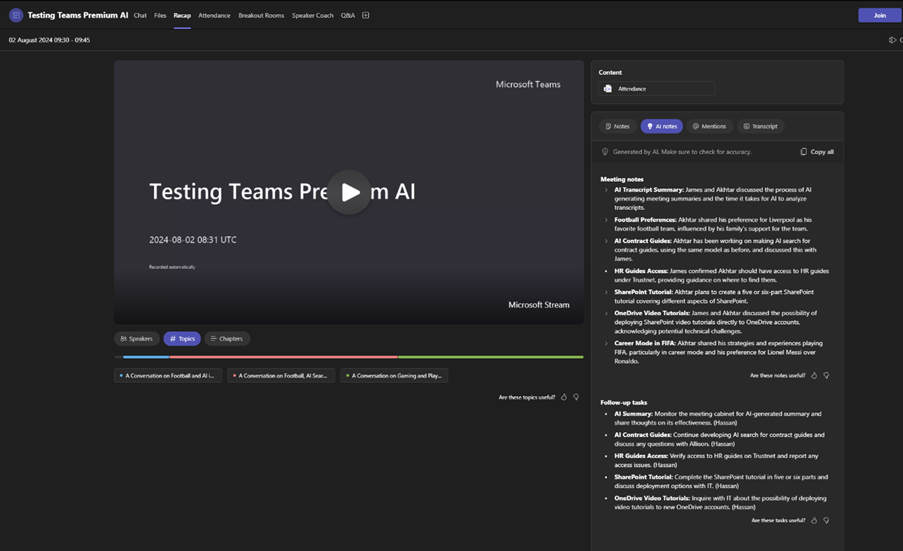 Testing Teams Premium AI Chat Files Recap Attendance Breakout Rooms Speaker Coach Q&A Join
02 August 2024 09:30 - 09:45
Microsoft Teams
Testing Teams Premium AI
2024-08-02 08:31 UTC
Recorded automatically
Microsoft Stream
Speakers Topics Chapters
A Conversation on Football and AI i... A Conversation on Football, AI Sear... A Conversation on Gaming and Play...
Are these topics useful?
Content
Attendance
Notes AI notes Mentions Transcript
Generated by AI. Make sure to check for accuracy. Copy all
Meeting notes
AI Transcript Summary: James and Akhtar discussed the process of AI
generating meeting summaries and the time it takes for AI to analyze
transcripts.
Football Preferences: Akhtar shared his preference for Liverpool as his
favorite football team, influenced by his family's support for the team.
AI Contract Guides: Akhtar has been working on making AI search for
contract guides, using the same model as before, and discussed this with
James.
HR Guides Access: James confirmed Akhtar should have access to HR guides
under Trustnet, providing guidance on where to find them.
SharePoint Tutorial: Akhtar plans to create a five or six-part SharePoint
tutorial covering different aspects of SharePoint.
OneDrive Video Tutorials: James and Akhtar discussed the possibility of
deploying SharePoint video tutorials directly to OneDrive accounts,
acknowledging potential technical challenges.
Career Mode in FIFA: Akhtar shared his strategies and experiences playing
FIFA, particularly in career mode and his preference for Lionel Messi over
Ronaldo.
Are these notes useful?
Follow-up tasks
AI Summary: Monitor the meeting cabinet for AI-generated summary and
share thoughts on its effectiveness. (Hassan)
AI Contract Guides: Continue developing AI search for contract guides and
discuss any questions with Allison. (Hassan)
HR Guides Access: Verify access to HR guides on Trustnet and report any
access issues. (Hassan)
SharePoint Tutorial: Complete the SharePoint tutorial in five or six parts and
discuss deployment options with IT. (Hassan)
OneDrive Video Tutorials: Inquire with IT about the possibility of deploying
video tutorials to new OneDrive accounts. (Hassan)
Are these tasks useful?